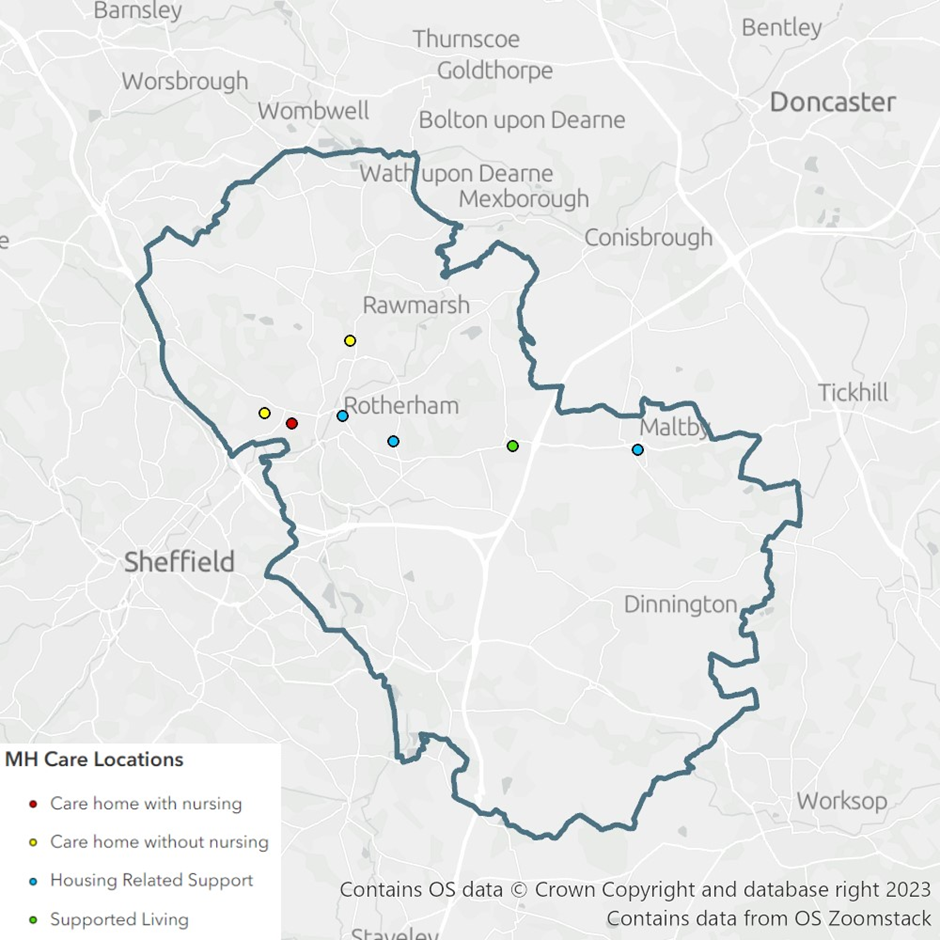 Barnsley
Bentley
Thurnscoe
Goldthorpe
Worsbrough
Doncaster
Wombwell
Bolton upon Dearne
Wath upon Dearne
Mexborough
Conisbrough
e
Rawmarsh
Tickhill
Rotherham
Maltby
Sheffield
Dinnington
Worksop
MH Care Locations
Care home with nursing
Care home without nursing
Housing Related Support
Supported Living
Contains OS data © Crown Copyright and database right 2023
Contains data from OS Zoomstack
Staveley